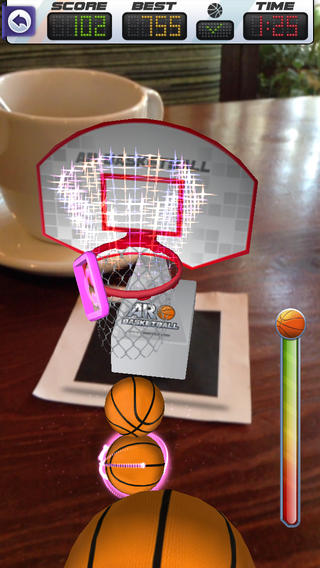 SCORE BEST TIME
102 755 1:25
AR BASKETBALL
AR
BASKETBALL